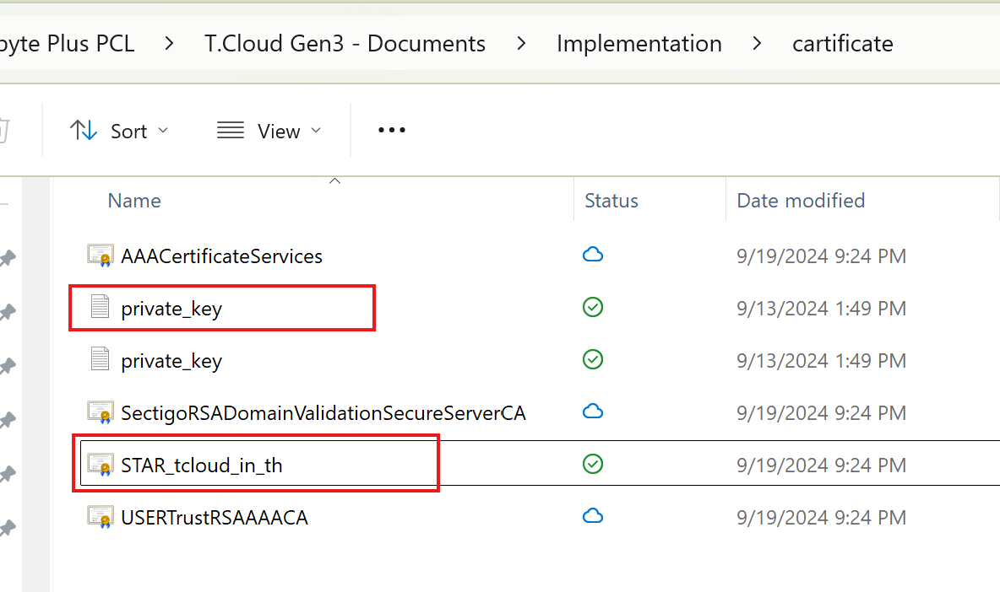 byte Plus PCL > T.Cloud Gen3 - Documents > Implementation > cartificate
Sort View •••
Name Status Date modified
AAACertificateServices 9/19/2024 9:24 PM
private_key 9/13/2024 1:49 PM
private_key 9/13/2024 1:49 PM
SectigoRSADomainValidationSecureServerCA 9/19/2024 9:24 PM
STAR_tcloud_in_th 9/19/2024 9:24 PM
USERTrustRSAAAACA 9/19/2024 9:24 PM